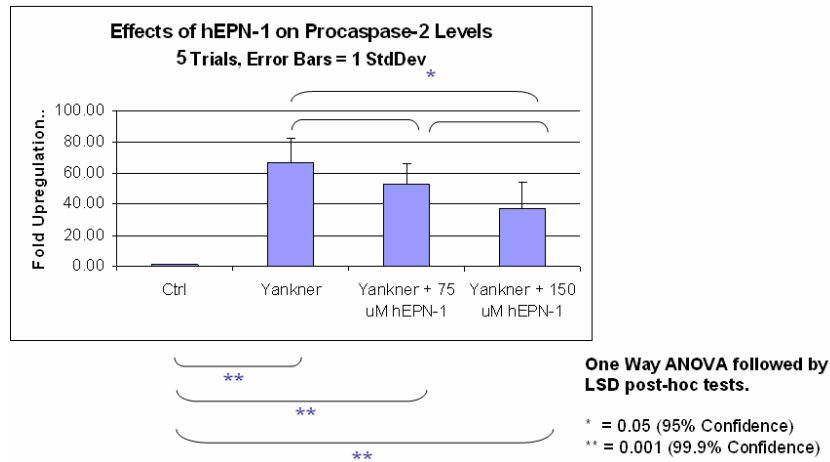 Effects of hEPN-1 on Procaspase-2 Levels
5 Trials, Error Bars = 1 StdDev
*
Fold Upregulation..
100.00
80.00
60.00
40.00
20.00
0.00
Ctrl
Yankner
Yankner + 75
uM hEPN-1
Yankner + 150
uM hEPN-1
**
**
**
One Way ANOVA followed by
LSD post-hoc tests.
* = 0.05 (95% Confidence)
** = 0.001 (99.9% Confidence)